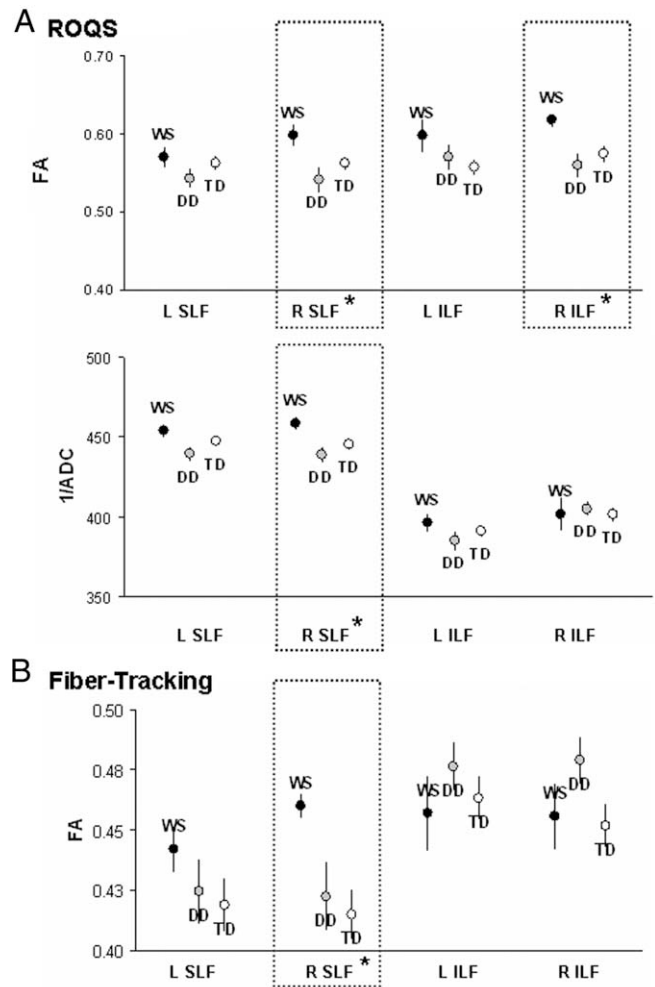 A ROQS
0.70
WS
WS
WS
WS
0.60
FA
DD
TD
DD
TD
DD
TD
DD
TD
0.50
0.40
L SLF
R SLF *
L ILF
R ILF *
500
WS
WS
450
DD
TD
DD
TD
1/ADC
WS
WS
400
DD
TD
DD
TD
350
L SLF
R SLF *
L ILF
R ILF
B Fiber-Tracking
0.50
0.48
WS
WS
DD
WS
DD
TD
TD
FA
0.45
WS
0.43
DD
TD
DD
TD
0.40
L SLF
R SLF *
L ILF
R ILF